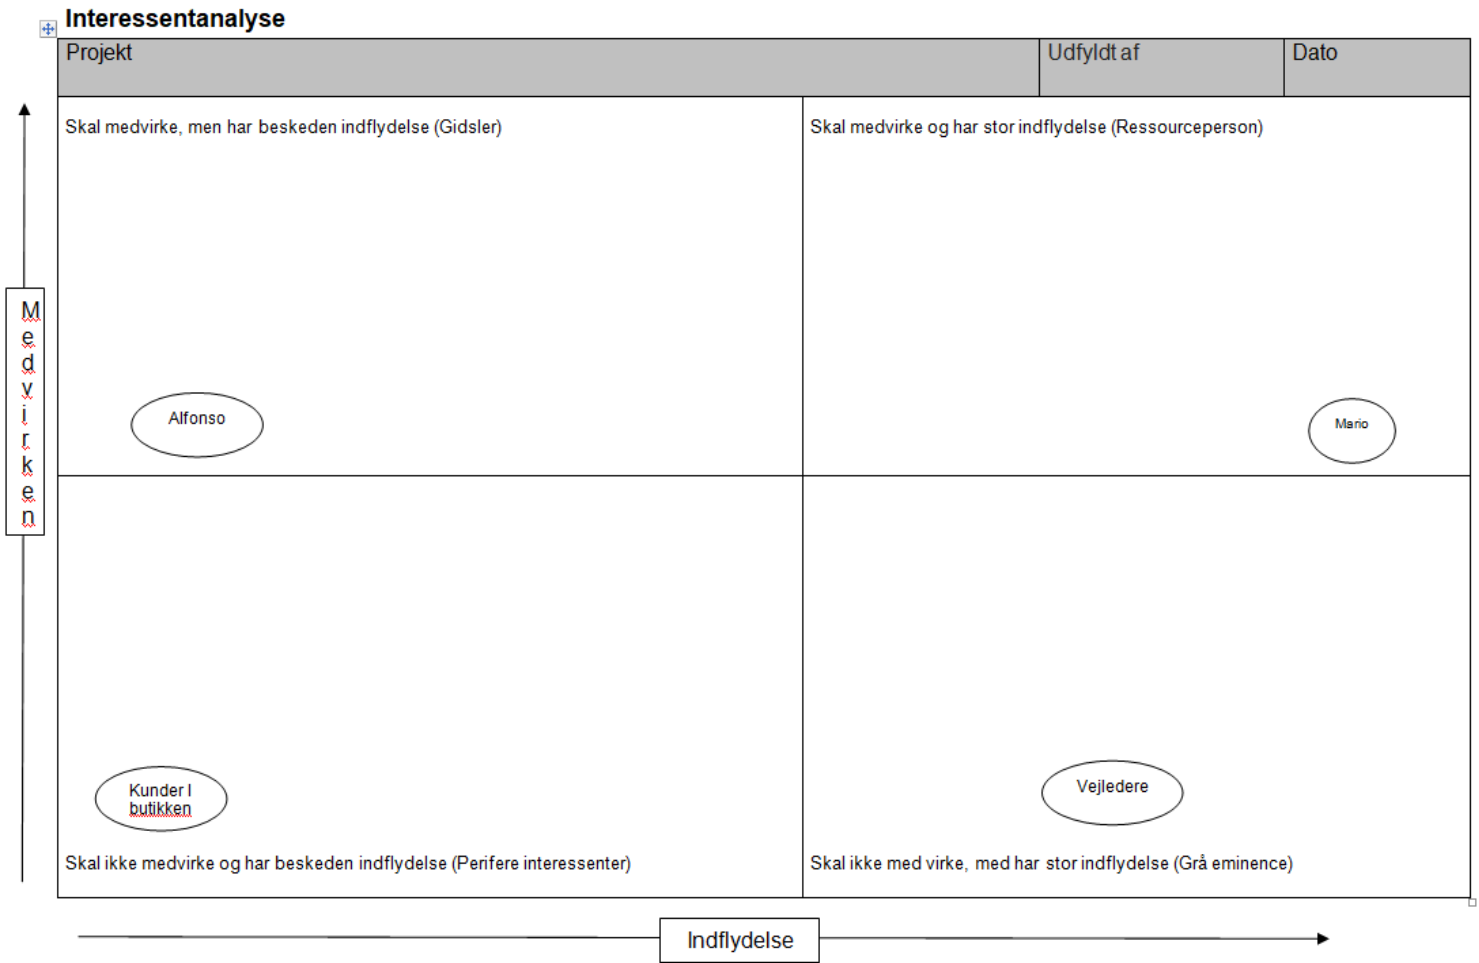 Interessentanalyse
Projekt
Udfyldt af
Dato
Skal medvirke, men har beskeden indflydelse (Gidsler)
Skal medvirke og har stor indflydelse (Ressourceperson)
Medvirken
Alfonso
Mario
Kunder I
butikken
Vejledere
Skal ikke medvirke og har beskeden indflydelse (Perifere interessenter)
Skal ikke med virke, med har stor indflydelse (Grå eminence)
Indflydelse